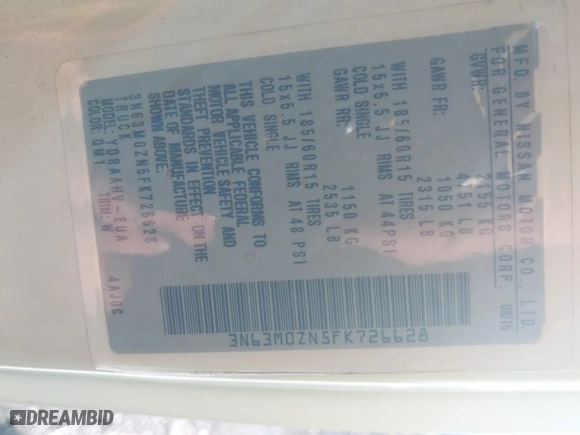 MFD. BY NISSAN MOTOR CO., LTD.
FOR GENERAL MOTORS CORP. 08/15
GVWR: 2155 KG
4751 LB
GAWR FR: 1050 KG
2315 LB
WITH 185/60R15 TIRES
15x5.5 JJ RIMS AT 44PSI
COLD SINGLE
GAWR RR: 1150 KG
2535 LB
WITH 185/60R15 TIRES
15x5.5 JJ RIMS AT 48 PSI
COLD SINGLE
THIS VEHICLE CONFORMS TO
ALL APPLICABLE FEDERAL
MOTOR VEHICLE SAFETY AND
THEFT PREVENTION
STANDARDS IN EFFECT ON THE
DATE OF MANUFACTURE
SHOWN ABOVE.
3N63M0ZN5FK726628
TRUCK
MODEL: YDRAAHV-EUA
COLOR: QM1 TRIM: W 4AJ0C
3N63M0ZN5FK726628
DREAMBID